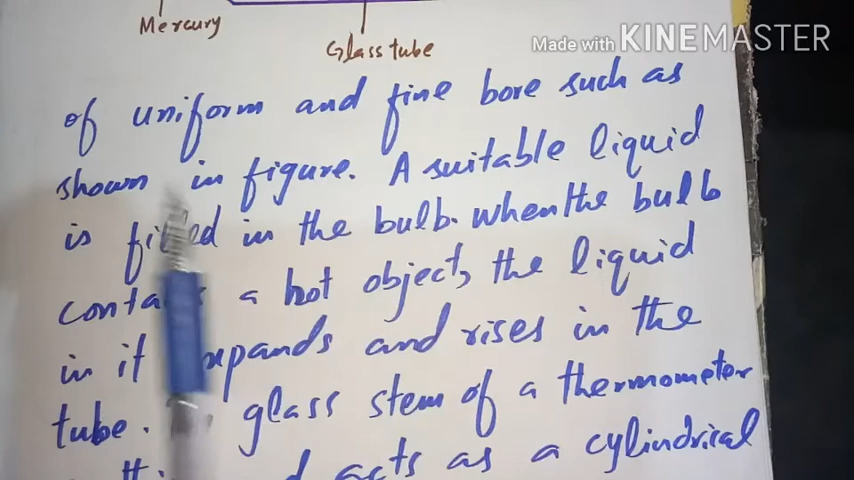 Mercury
Glass tube
Made with KINEMASTER
of uniform and fine bore such as
shown in figure. A suitable liquid
is filled in the bulb. When the bulb
a hot object, the liquid
in it and rises in the
tube. glass stem of a thermometer
acts as a cylindrical